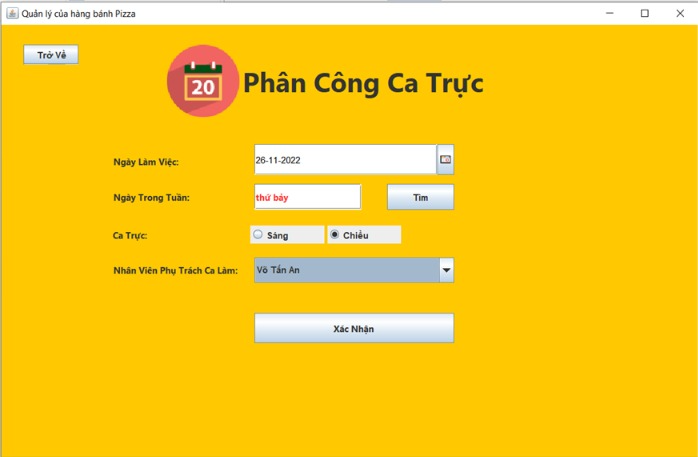 Quản lý của hàng bánh Pizza
Trở Về
20
Phân Công Ca Trực
Ngày Làm Việc:
26-11-2022
Ngày Trong Tuần:
thứ bảy
Tìm
Ca Trực:
Sáng
Chiều
Nhân Viên Phụ Trách Ca Làm:
Võ Tấn An
Xác Nhận